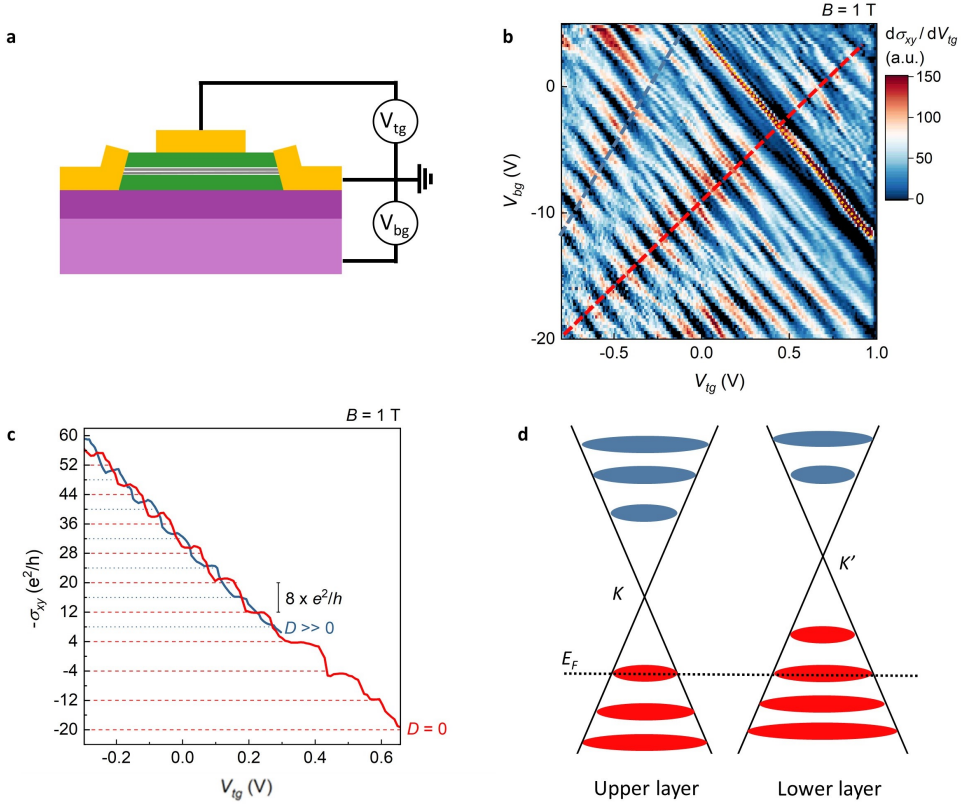 a
V_tg
V_bg
b
B = 1 T
dσ_xy / dV_tg
(a.u.)
150
100
50
0
V_bg (V)
0
-10
-20
-0.5
0.0
0.5
1.0
V_tg (V)
c
B = 1 T
-σ_xy (e²/h)
60
52
44
36
28
20
12
4
-4
-12
-20
8 x e²/h
D >> 0
D = 0
-0.2
0.0
0.2
0.4
0.6
V_tg (V)
d
K
K'
E_F
Upper layer
Lower layer